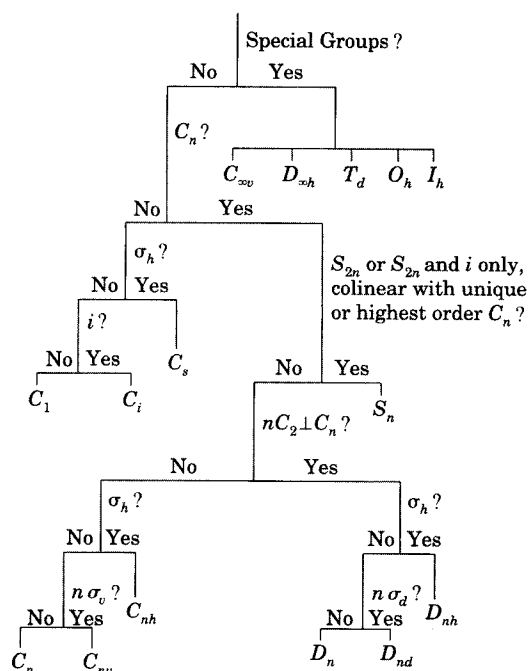 Special Groups ?
No Yes
C_n ?
C_∞v D_∞h T_d O_h I_h
No Yes
σ_h ?
S_2n or S_2n and i only,
colinear with unique
or highest order C_n ?
No Yes
i ?
No Yes
C_s
C_1 C_i
No Yes
S_n
nC_2⊥C_n ?
No Yes
σ_h ? σ_h ?
No Yes No Yes
n σ_v ? C_nh n σ_d ? D_nh
No Yes No Yes
C_n C_nv D_n D_nd